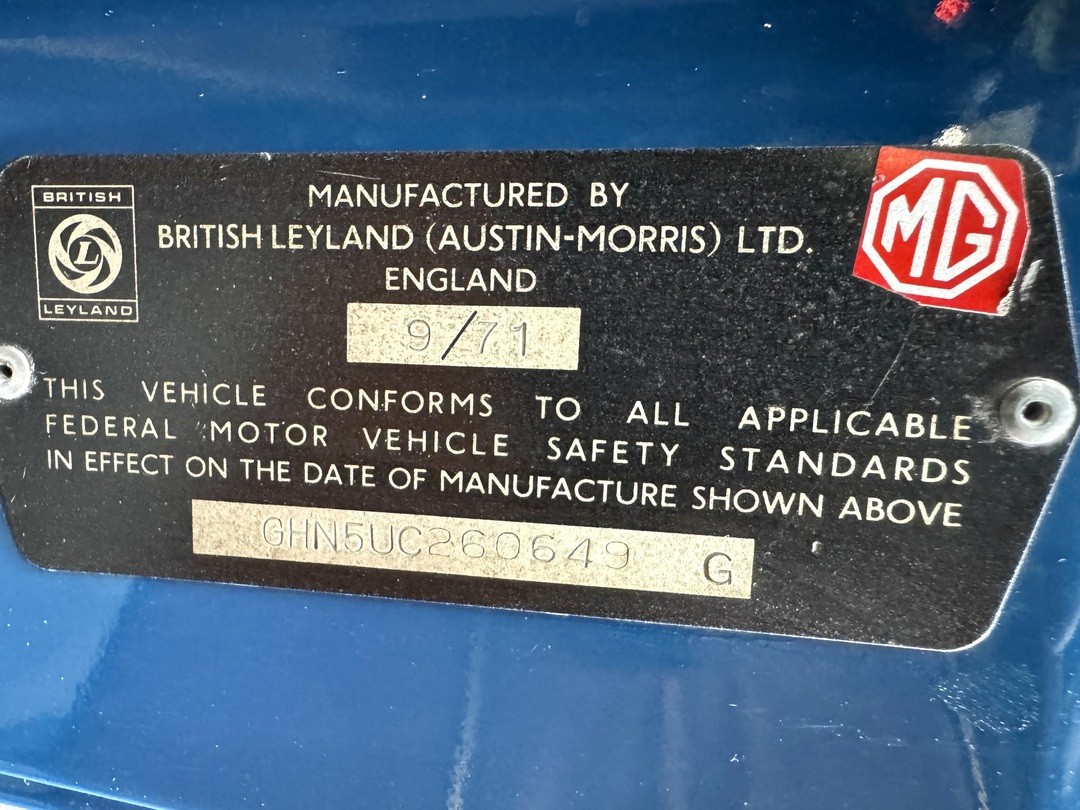 BRITISH
L
LEYLAND
MANUFACTURED BY
BRITISH LEYLAND (AUSTIN-MORRIS) LTD.
ENGLAND
MG
9/71
THIS VEHICLE CONFORMS TO ALL APPLICABLE
FEDERAL MOTOR VEHICLE SAFETY STANDARDS
IN EFFECT ON THE DATE OF MANUFACTURE SHOWN ABOVE
GHN5UC260649 G